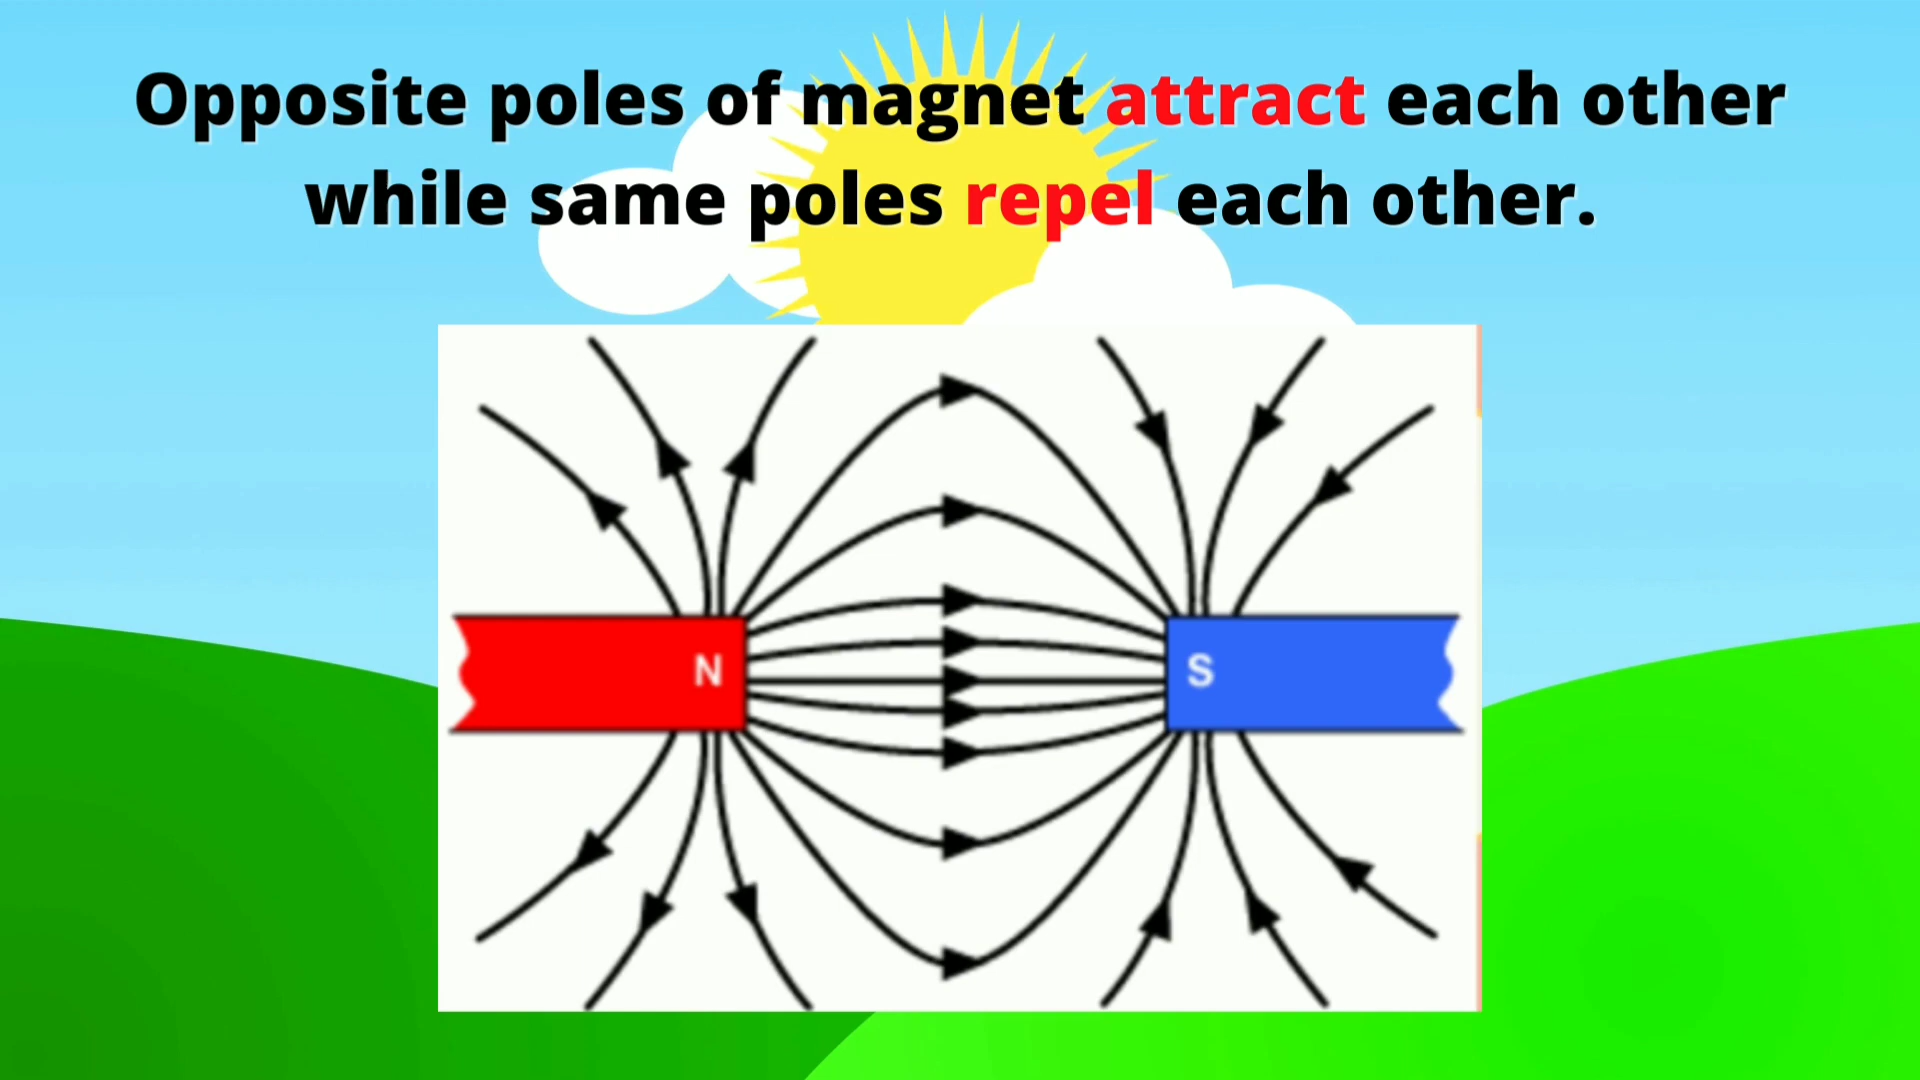 Opposite poles of magnet attract each other
while same poles repel each other.
N
S